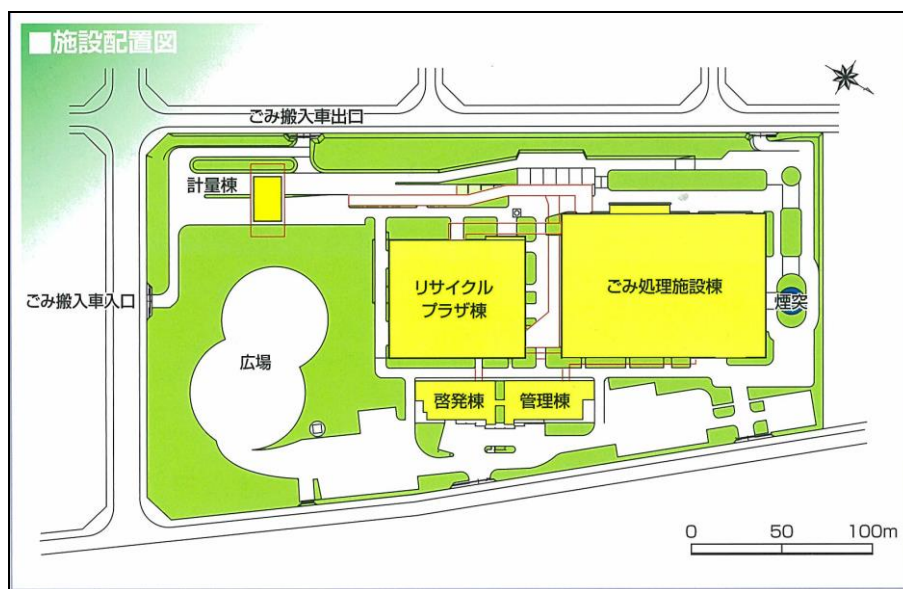 ■施設配置図
ごみ搬入車出口
計量棟
ごみ搬入車入口
リサイクル
プラザ棟
ごみ処理施設棟
煙突
広場
啓発棟
管理棟
0 50 100m